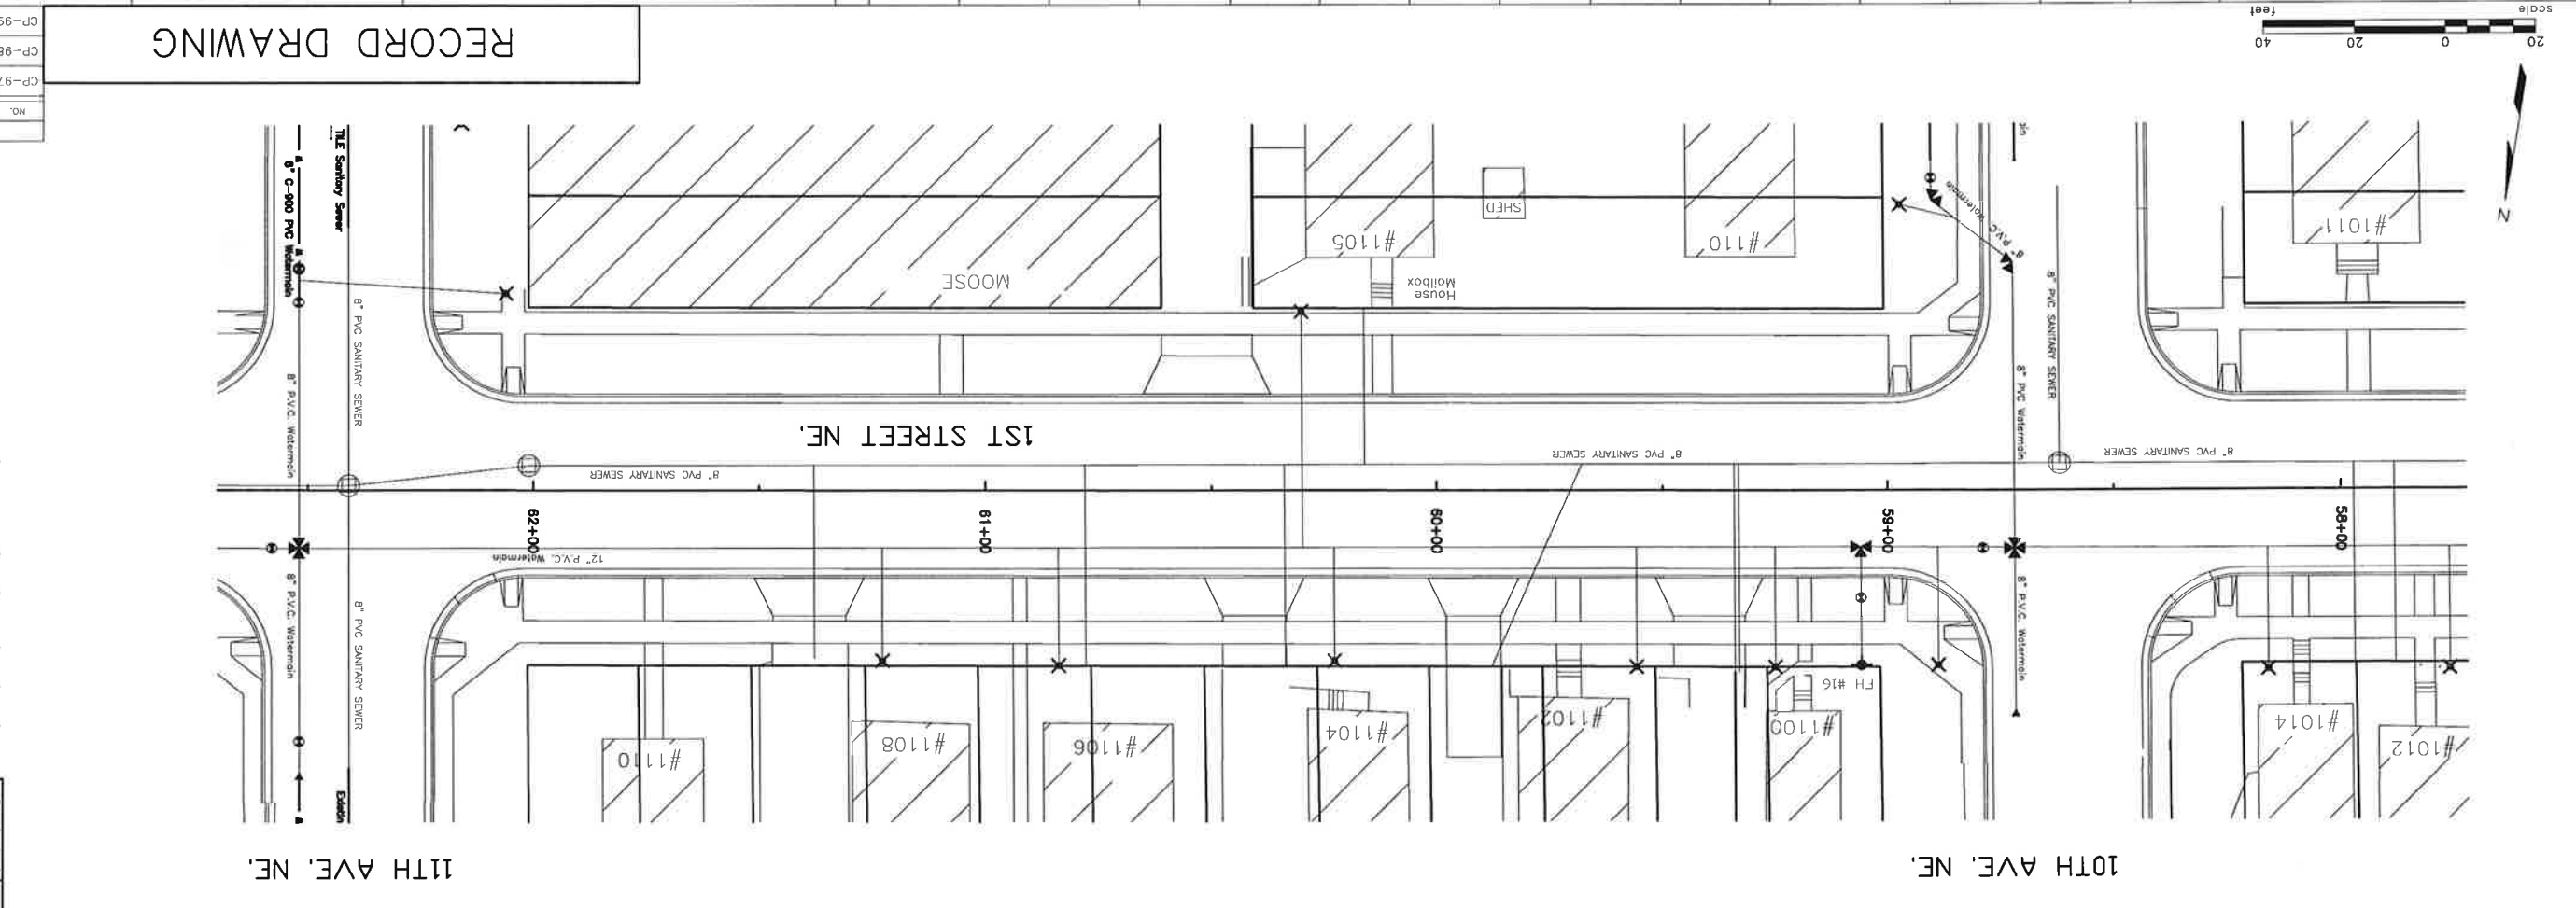 10TH AVE. NE.
11TH AVE. NE.
#1012
#1014
#1100
#1102
#1104
#1106
#1108
#1110
FH #16
Existin
8" P.V.C. Watermain
8" PVC SANITARY SEWER
8" P.V.C. Watermain
12" P.V.C. Watermain
58+00
59+00
60+00
61+00
62+00
8" PVC SANITARY SEWER
8" PVC SANITARY SEWER
8" PVC SANITARY SEWER
1ST STREET NE.
8" PVC SANITARY SEWER
8" PVC Watermain
8" P.V.C. Watermain
8" PVC SANITARY SEWER
8" P.V.C. Watermain
House
Mailbox
#1011
#110
#1105
SHED
MOOSE
8" C-900 PVC Watermain
TILE Sanitary Sewer
ain
N
RECORD DRAWING
NO.
CP-97
CP-98
CP-99
20 0 20 40
scale feet